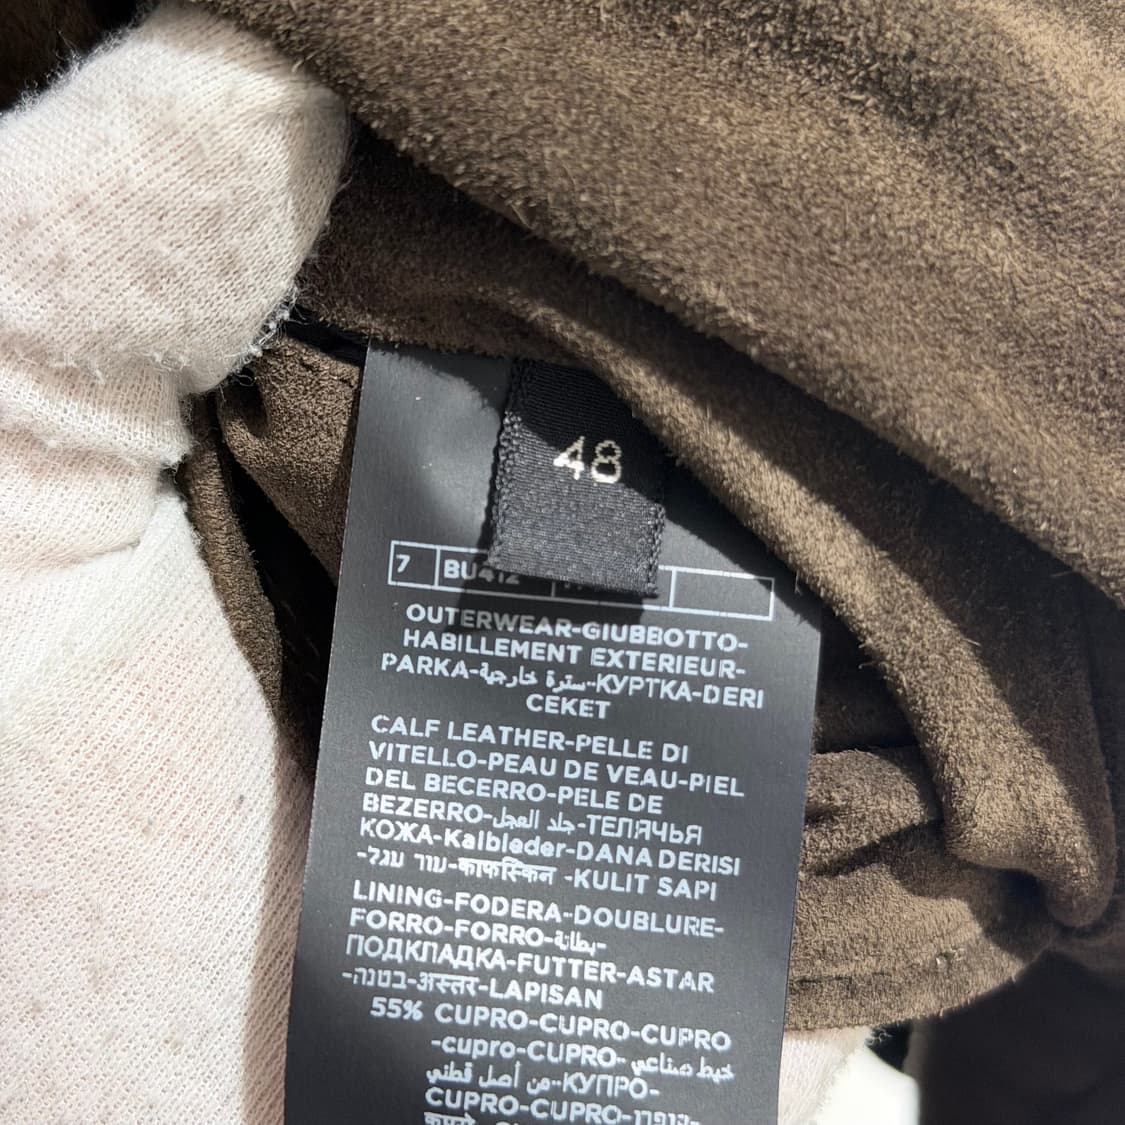 48
7 BU412
OUTERWEAR-GIUBBOTTO-
HABILLEMENT EXTERIEUR-
PARKA-سترة خارجية-КУРТКА-DERI
CEKET
CALF LEATHER-PELLE DI
VITELLO-PEAU DE VEAU-PIEL
DEL BECERRO-PELE DE
BEZERRO-جلد العجل-ТЕЛЯЧЬЯ
КОЖА-Kalbleder-DANA DERISI
-עור עגל-काफस्किन -KULIT SAPI
LINING-FODERA-DOUBLURE-
FORRO-FORRO-بطانة-
ПОДКЛАДКА-FUTTER-ASTAR
-בטנה-अस्तर-LAPISAN
55% CUPRO-CUPRO-CUPRO
-cupro-CUPRO- خيط صناعي
من أصل قطني-КУПРО-
CUPRO-CUPRO-